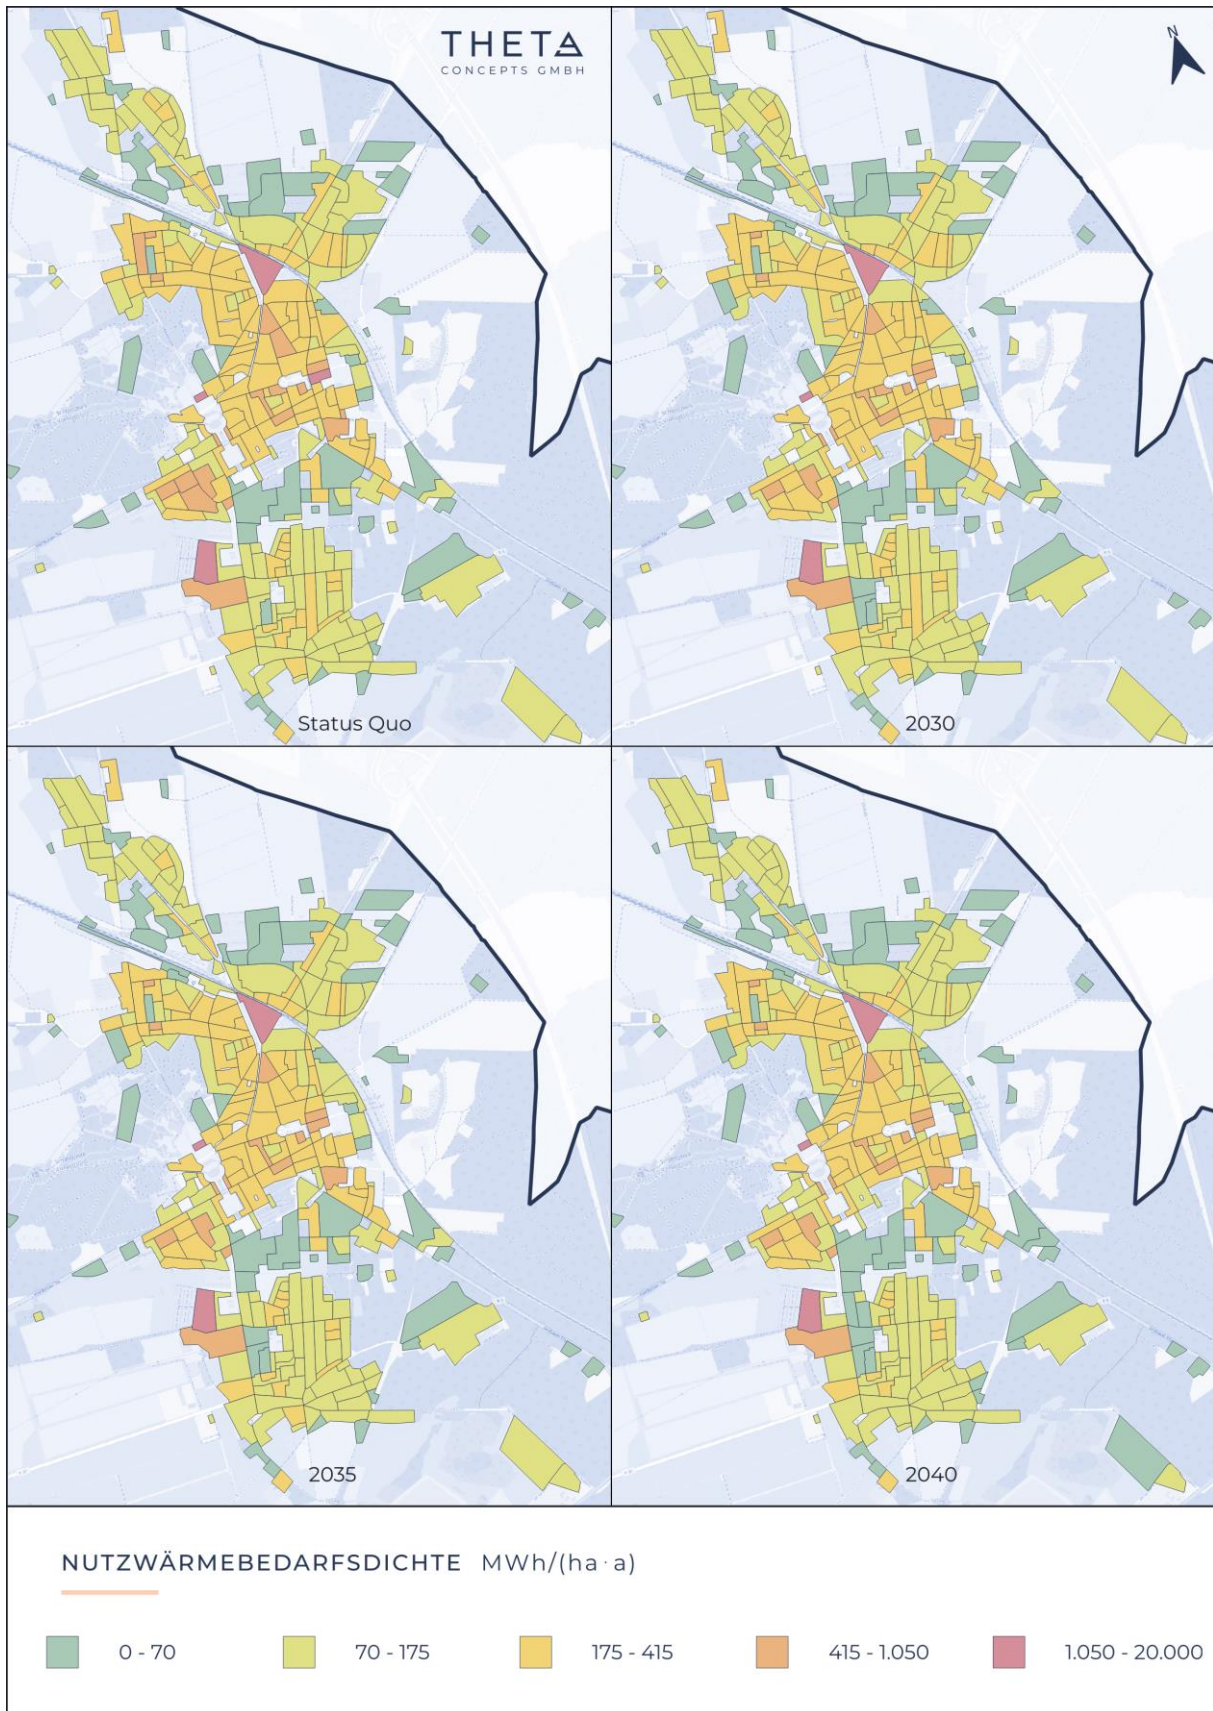 THETA
CONCEPTS GMBH
N
Status Quo
2030
2035
2040
NUTZWÄRMEBEDARFSDICHTE MWh/(ha·a)
0 - 70
70 - 175
175 - 415
415 - 1.050
1.050 - 20.000